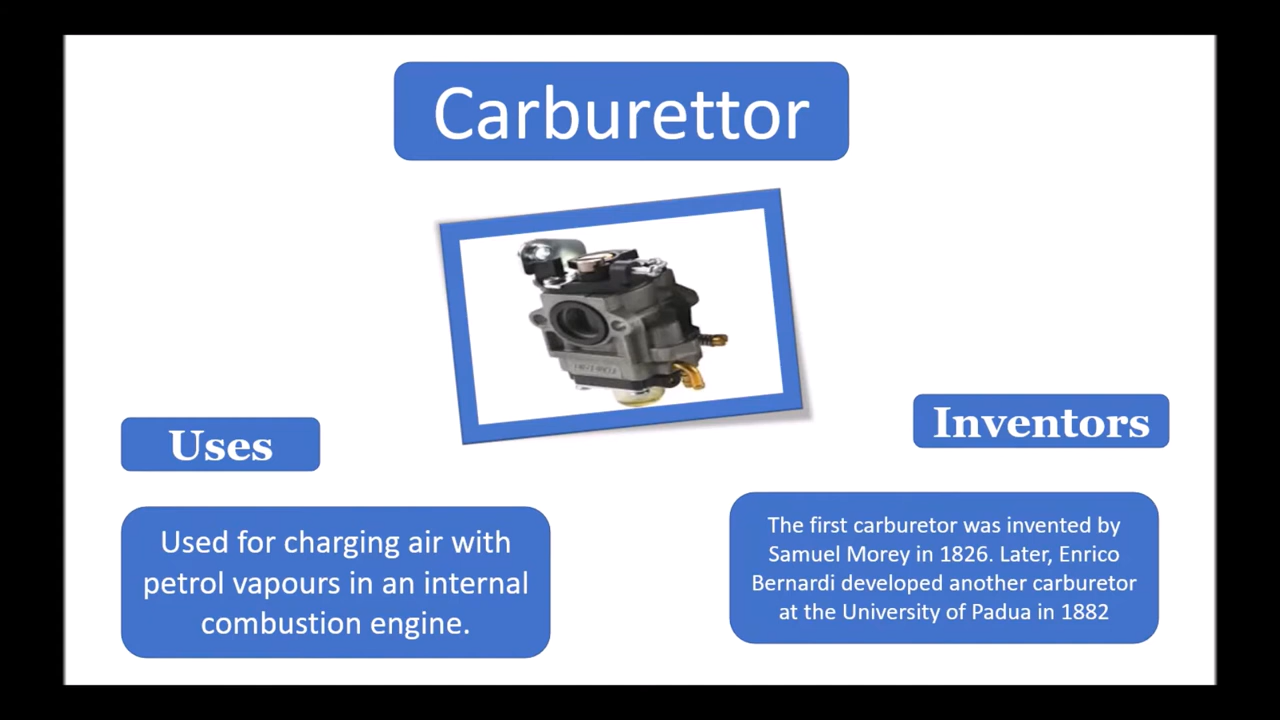 Carburettor
Uses
Used for charging air with
petrol vapours in an internal
combustion engine.
Inventors
The first carburetor was invented by
Samuel Morey in 1826. Later, Enrico
Bernardi developed another carburetor
at the University of Padua in 1882